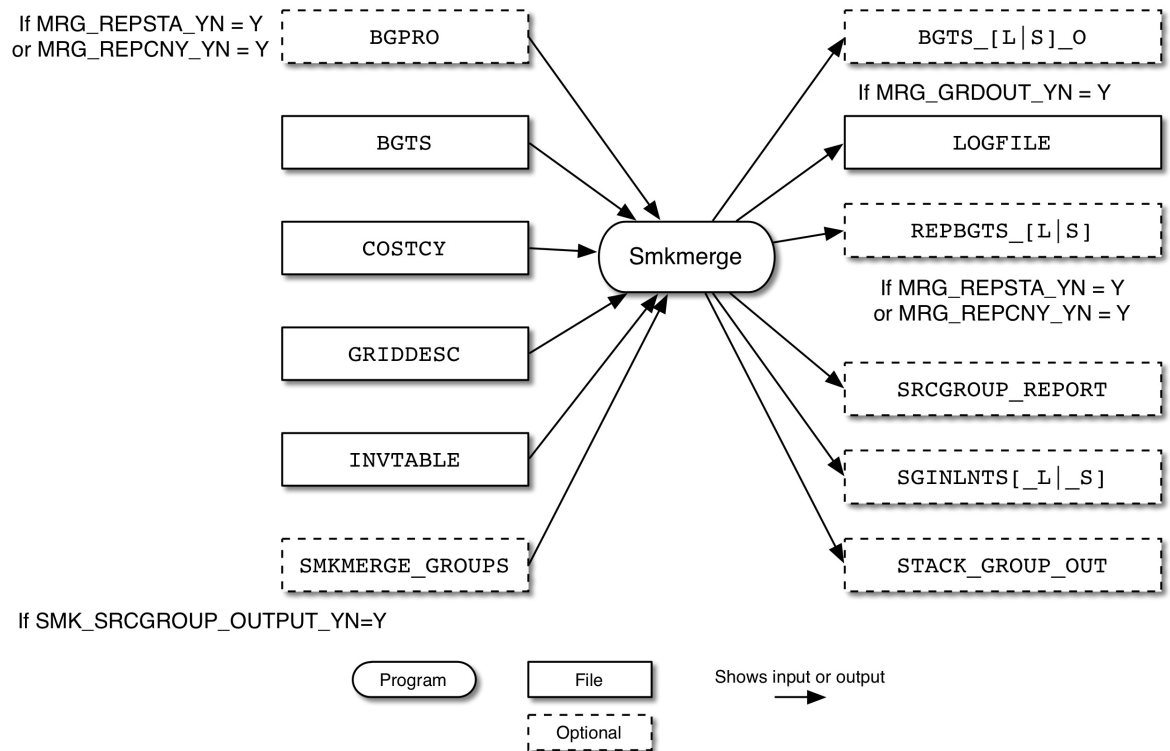 If MRG_REPSTA_YN = Y
or MRG_REPCNY_YN = Y
BGPRO
BGTS
COSTCY
GRIDDESC
INVTABLE
SMKMERGE_GROUPS
If SMK_SRCGROUP_OUTPUT_YN=Y
Smkmerge
BGTS_[L|S]_O
If MRG_GRDOUT_YN = Y
LOGFILE
REPBGTS_[L|S]
If MRG_REPSTA_YN = Y
or MRG_REPCNY_YN = Y
SRCGROUP_REPORT
SGINLNTS[_L|_S]
STACK_GROUP_OUT
Program
File
Optional
Shows input or output